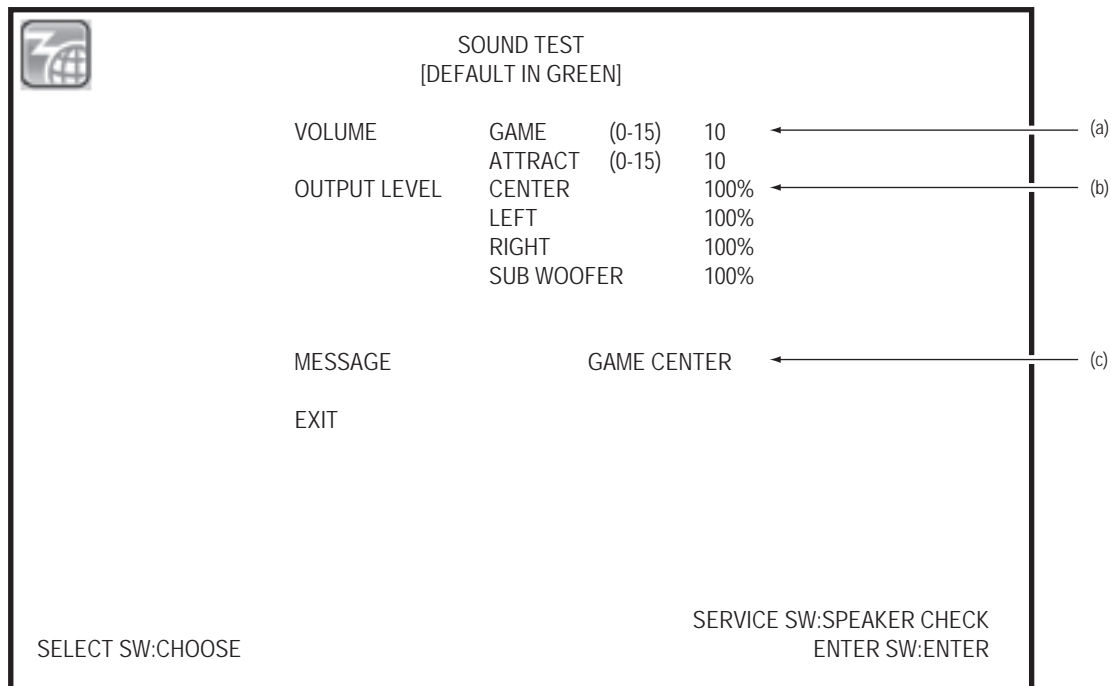 SOUND TEST
[DEFAULT IN GREEN]
VOLUME GAME (0-15) 10 (a)
ATTRACT (0-15) 10
OUTPUT LEVEL CENTER 100% (b)
LEFT 100%
RIGHT 100%
SUB WOOFER 100%
MESSAGE GAME CENTER (c)
EXIT
SERVICE SW:SPEAKER CHECK
SELECT SW:CHOOSE ENTER SW:ENTER